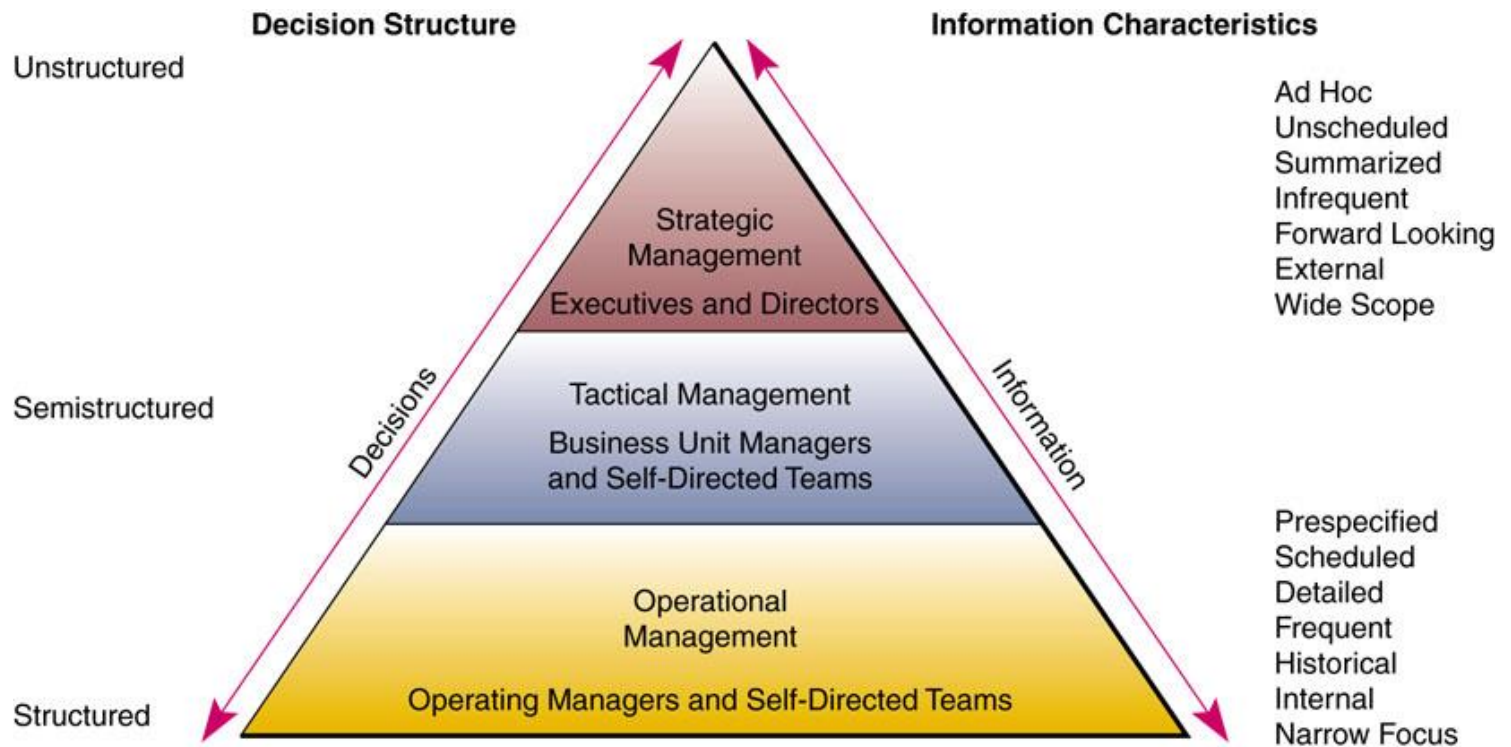 Decision Structure
Information Characteristics
Unstructured
Ad Hoc
Unscheduled
Summarized
Infrequent
Forward Looking
External
Wide Scope
Strategic
Management
Executives and Directors
Decisions
Information
Semistructured
Tactical Management
Business Unit Managers
and Self-Directed Teams
Prespecified
Scheduled
Detailed
Frequent
Historical
Internal
Narrow Focus
Operational
Management
Operating Managers and Self-Directed Teams
Structured